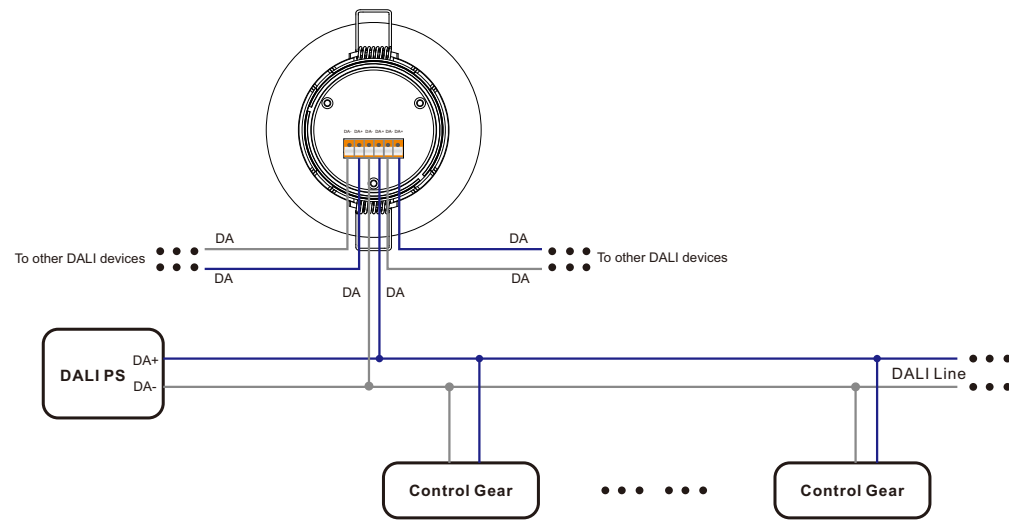 DA- DA+ DA- DA+ DA- DA+
DA
DA
To other DALI devices
To other DALI devices
DA
DA
DA
DA
DA+
DALI PS
DA-
DALI Line
Control Gear
Control Gear